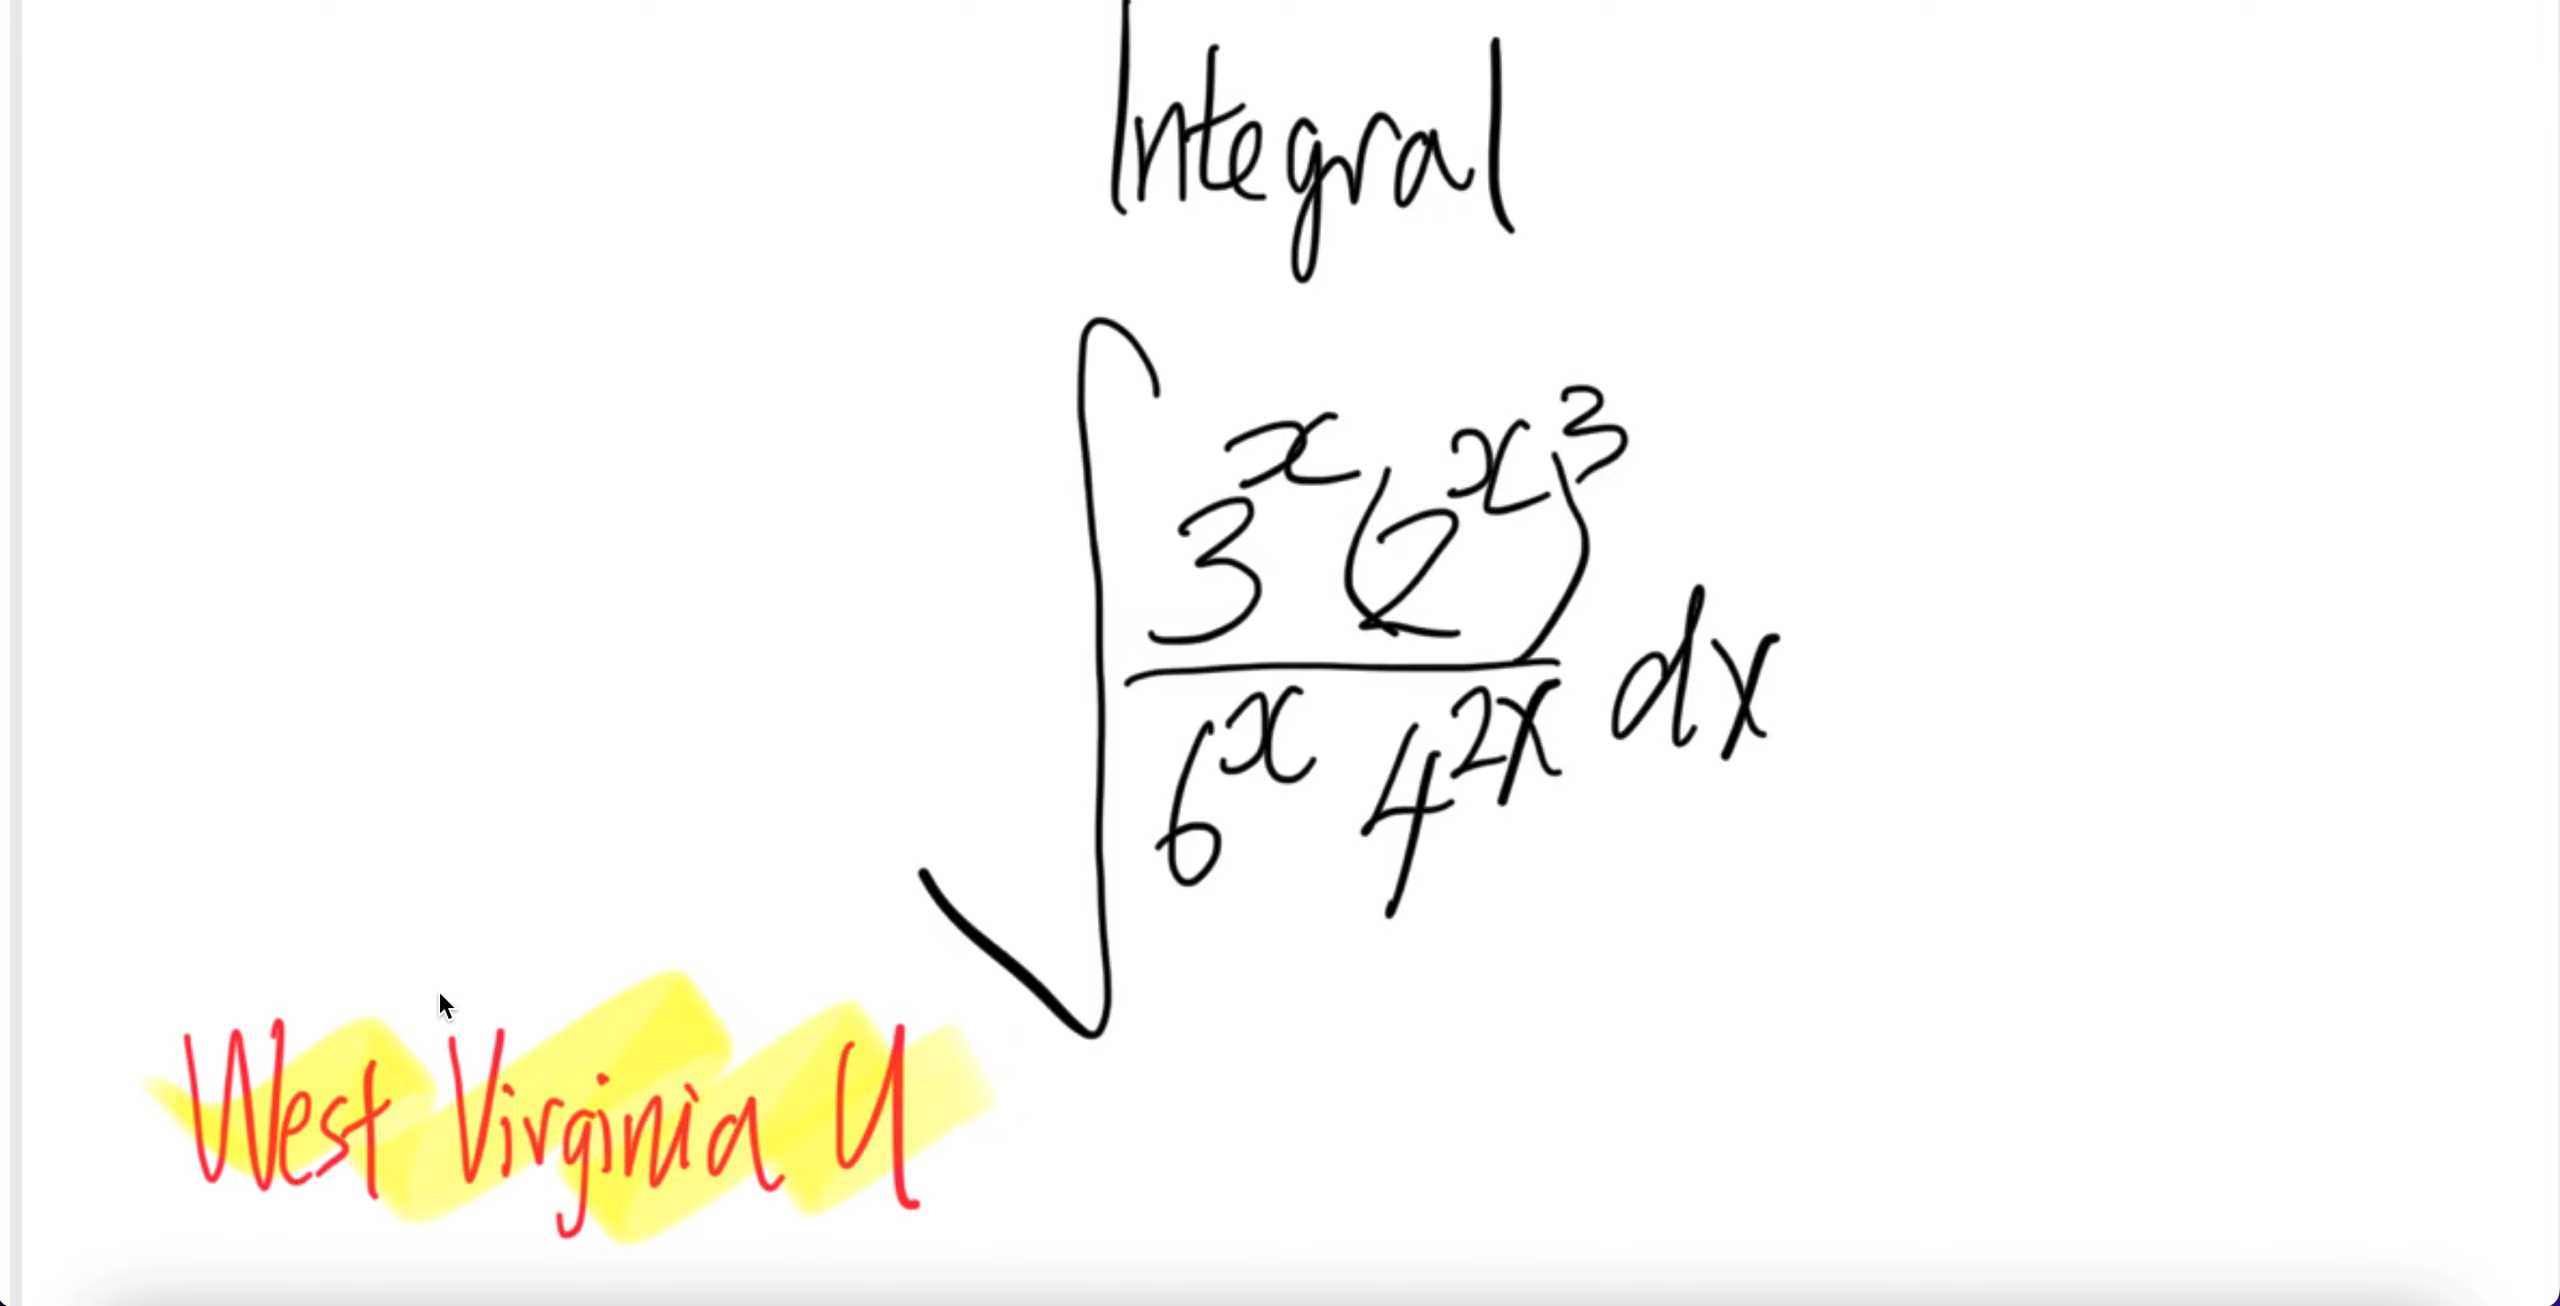 Integral
∫ 3^x (2^x)^3 / 6^x 4^{2x} dx
West Virginia U